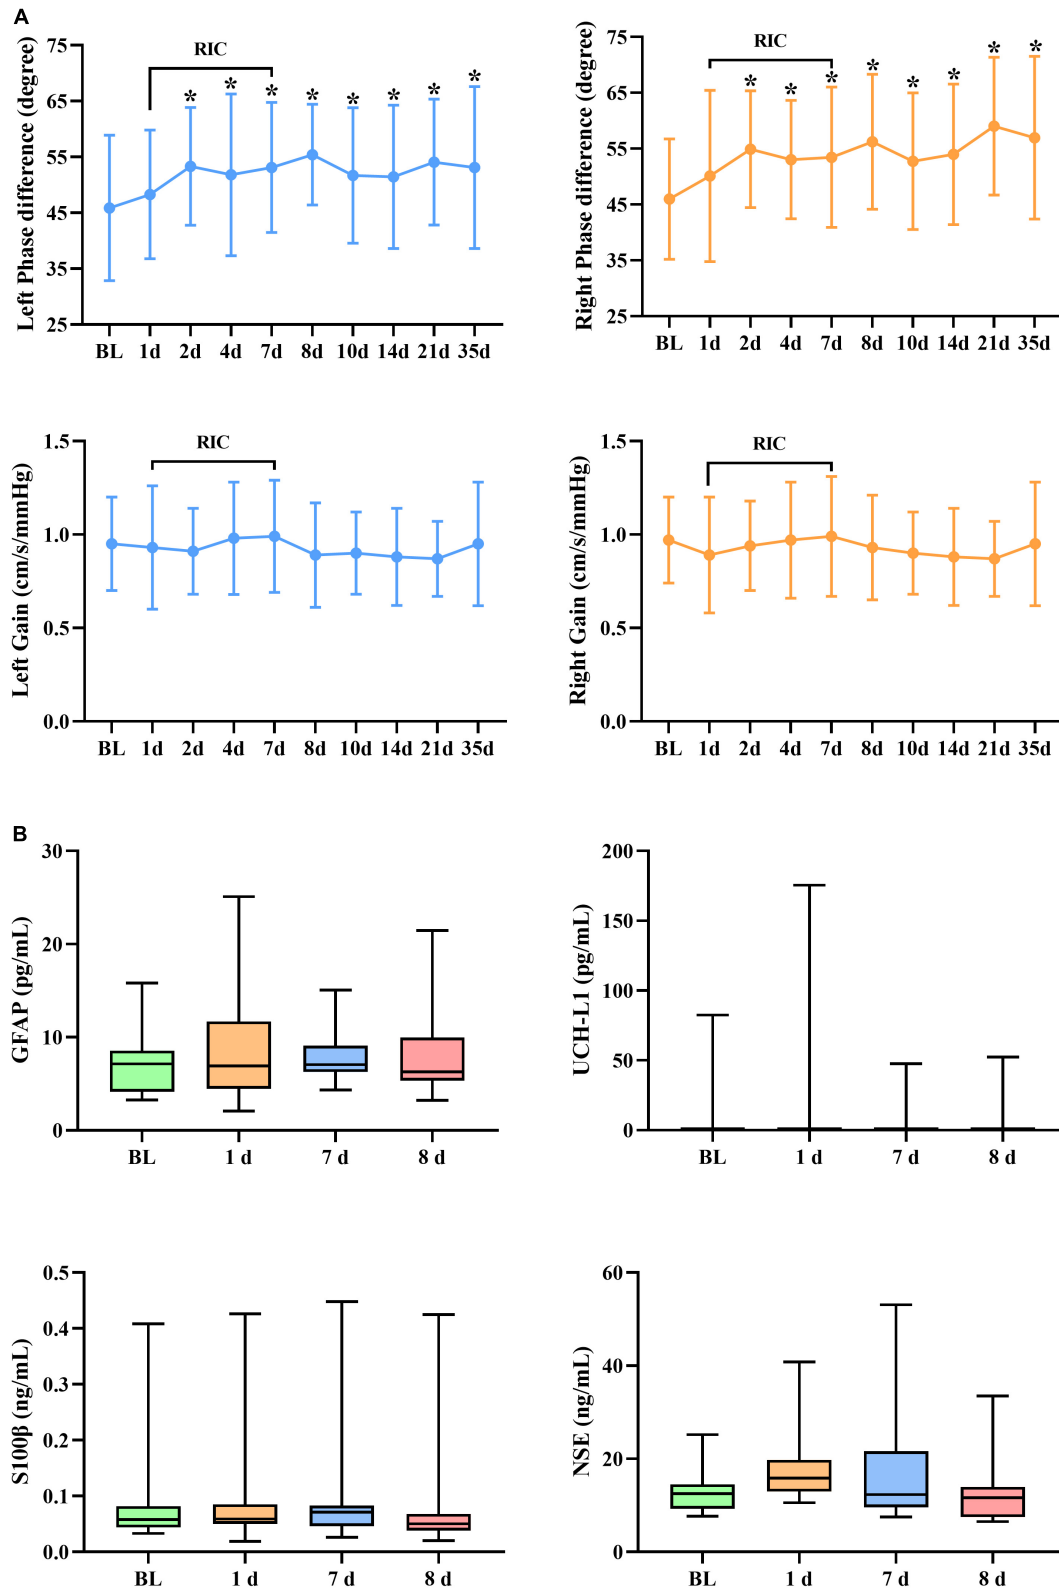 A
Left Phase difference (degree)
75
65
55
45
35
25
RIC
* * * * * * * *
BL 1d 2d 4d 7d 8d 10d 14d 21d 35d
Right Phase difference (degree)
75
65
55
45
35
25
RIC
* * * * * * * *
BL 1d 2d 4d 7d 8d 10d 14d 21d 35d
Left Gain (cm/s/mmHg)
1.5
1.0
0.5
0.0
RIC
BL 1d 2d 4d 7d 8d 10d 14d 21d 35d
Right Gain (cm/s/mmHg)
1.5
1.0
0.5
0.0
RIC
BL 1d 2d 4d 7d 8d 10d 14d 21d 35d
B
GFAP (pg/mL)
30
20
10
0
BL 1 d 7 d 8 d
UCH-L1 (pg/mL)
200
150
100
50
0
BL 1 d 7 d 8 d
S100β (ng/mL)
0.5
0.4
0.3
0.2
0.1
0.0
BL 1 d 7 d 8 d
NSE (ng/mL)
60
40
20
0
BL 1 d 7 d 8 d